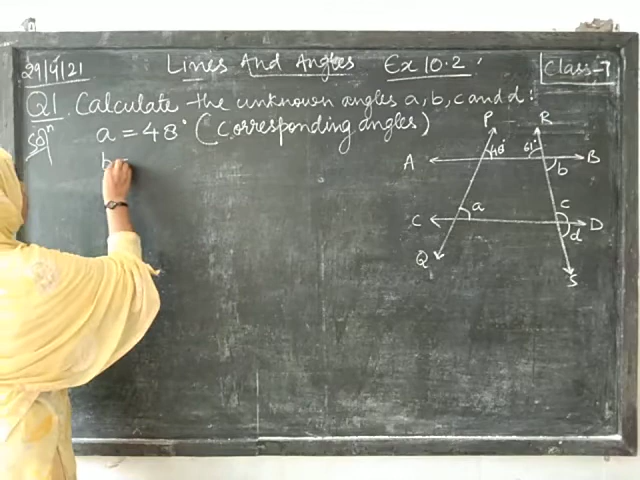 29/4/21 Lines And Angles Ex 10.2 Class-7
Q1. Calculate the unknown angles a, b, c and d:
Solⁿ a = 48° (Corresponding angles)
b =
P R
A 48° 61° B
b
C a c D
d
Q S